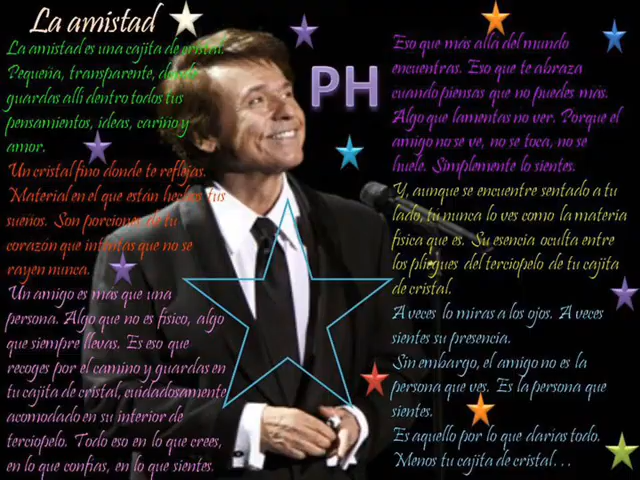 La amistad
La amistad es una cajita de cristal.
Pequeña, transparente, donde
guardas allí dentro todos tus
pensamientos, ideas, cariño y
amor.
Un cristal fino donde te reflejas.
Material en el que están hechos tus
sueños. Son porciones de tu
corazón que intentas que no se
rayen nunca.
Un amigo es más que una
persona. Algo que no es físico, algo
que siempre llevas. Es eso que
recoges por el camino y guardas en
tu cajita de cristal, cuidadosamente
acomodado en su interior de
terciopelo. Todo eso en lo que crees,
en lo que confías, en lo que sientes.
PH
Eso que más allá del mundo
encuentras. Eso que te abraza
cuando piensas que no puedes más.
Algo que lamentas no ver. Porque el
amigo no se ve, no se toca, no se
huele. Simplemente lo sientes.
Y, aunque se encuentre sentado a tu
lado, tú nunca lo ves como la materia
física que es. Su esencia oculta entre
los pliegues del terciopelo de tu cajita
de cristal.
A veces lo miras a los ojos. A veces
sientes su presencia.
Sin embargo, el amigo no es la
persona que ves. Es la persona que
sientes.
Es aquello por lo que darías todo.
Menos tu cajita de cristal…